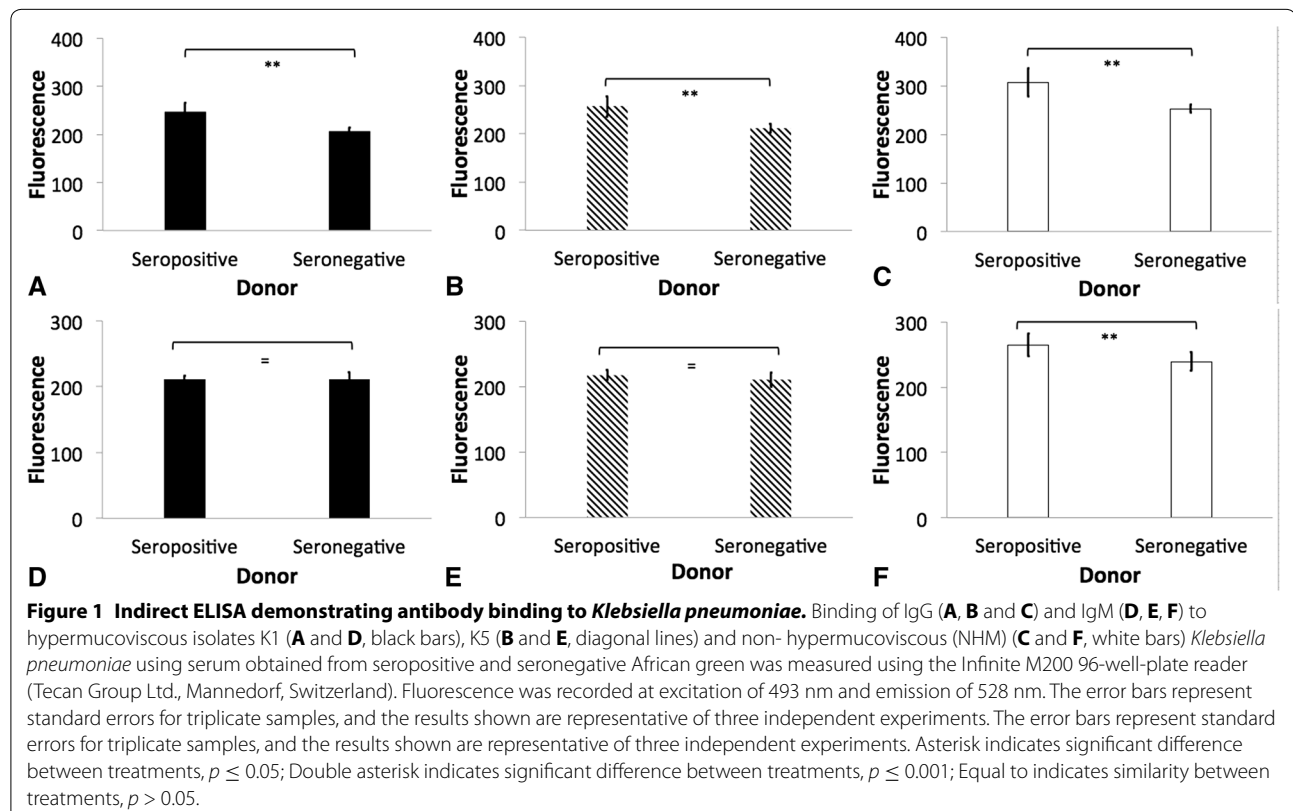 400
300
200
100
0
Fluorescence
**
Seropositive Seronegative
Donor
A
400
300
200
100
0
Fluorescence
**
Seropositive Seronegative
Donor
B
400
300
200
100
0
Fluorescence
**
Seropositive Seronegative
Donor
C
300
200
100
0
Fluorescence
=
Seropositive Seronegative
Donor
D
300
200
100
0
Fluorescence
=
Seropositive Seronegative
Donor
E
300
200
100
0
Fluorescence
**
Seropositive Seronegative
Donor
F
Figure 1 Indirect ELISA demonstrating antibody binding to Klebsiella pneumoniae. Binding of IgG (A, B and C) and IgM (D, E, F) to
hypermucoviscous isolates K1 (A and D, black bars), K5 (B and E, diagonal lines) and non- hypermucoviscous (NHM) (C and F, white bars) Klebsiella
pneumoniae using serum obtained from seropositive and seronegative African green was measured using the Infinite M200 96-well-plate reader
(Tecan Group Ltd., Mannedorf, Switzerland). Fluorescence was recorded at excitation of 493 nm and emission of 528 nm. The error bars represent
standard errors for triplicate samples, and the results shown are representative of three independent experiments. The error bars represent standard
errors for triplicate samples, and the results shown are representative of three independent experiments. Asterisk indicates significant difference
between treatments, p ≤ 0.05; Double asterisk indicates significant difference between treatments, p ≤ 0.001; Equal to indicates similarity between
treatments, p > 0.05.